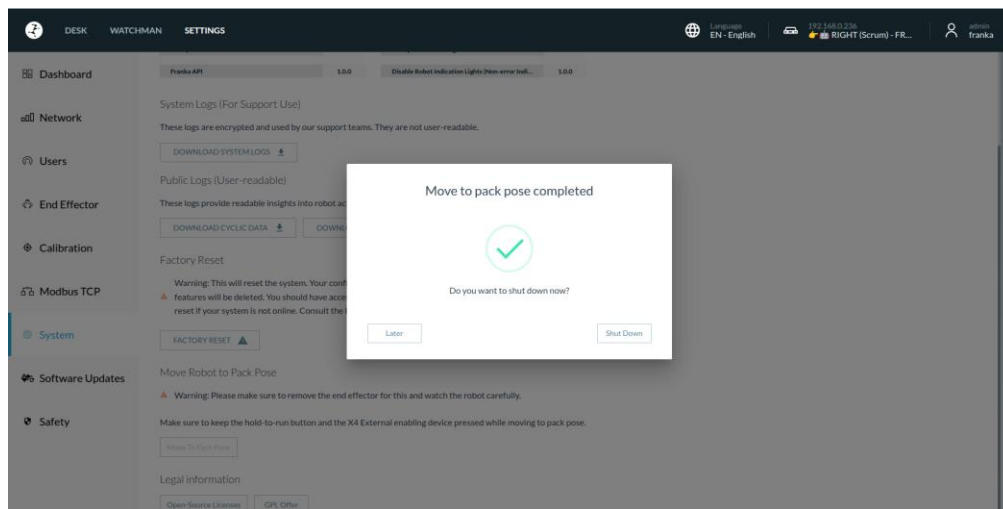 DESK WATCHMAN SETTINGS
Language
EN - English
192.168.0.236
👉🤖 RIGHT (Scrum) - FR...
admin
franka
Dashboard
Network
Users
End Effector
Calibration
Modbus TCP
System
Software Updates
Safety
Franka API 1.0.0 Disable Robot Indication Lights (Non-error Indi... 1.0.0
System Logs (For Support Use)
These logs are encrypted and used by our support teams. They are not user-readable.
DOWNLOAD SYSTEM LOGS
Public Logs (User-readable)
These logs provide readable insights into robot ac
DOWNLOAD CYCLIC DATA DOWNL
Factory Reset
Warning: This will reset the system. Your conf
features will be deleted. You should have acce
reset if your system is not online. Consult the
FACTORY RESET
Move Robot to Pack Pose
Warning: Please make sure to remove the end effector for this and watch the robot carefully.
Make sure to keep the hold-to-run button and the X4 External enabling device pressed while moving to pack pose.
Move To Pack Pose
Legal information
Open-Source Licenses GPL Offer
Move to pack pose completed
Do you want to shut down now?
Later Shut Down